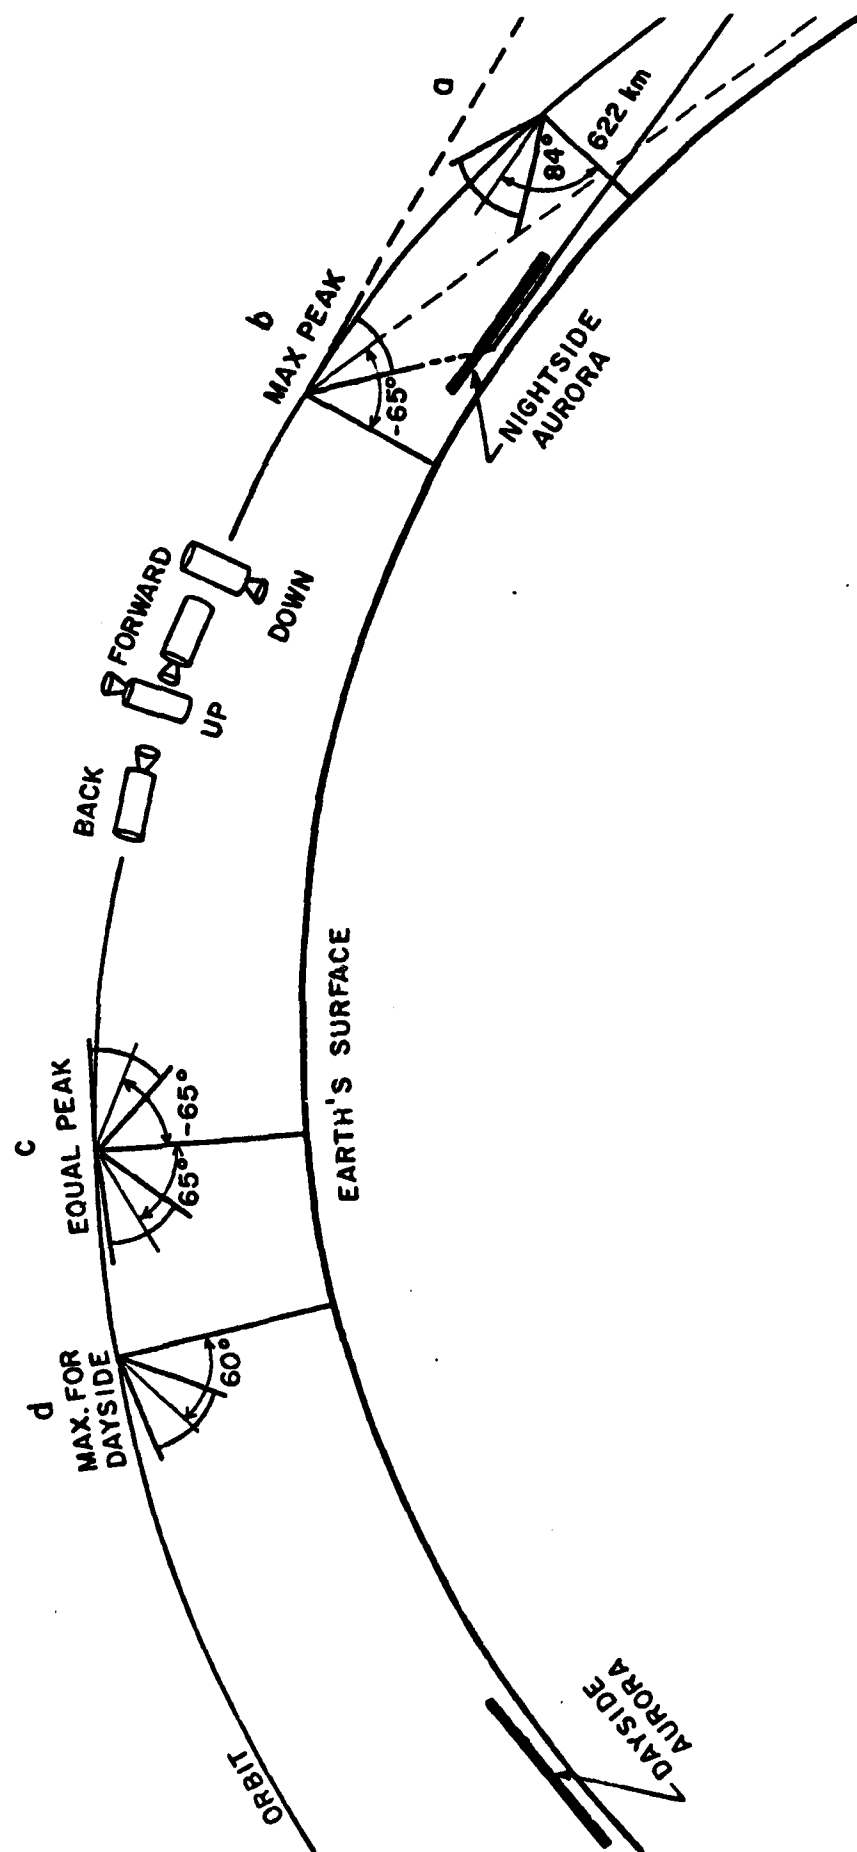 a
622 km
84°
b
MAX PEAK
-65°
NIGHTSIDE
AURORA
FORWARD
DOWN
UP
BACK
c
EQUAL PEAK
-65°
65°
EARTH'S SURFACE
d
MAX. FOR
DAYSIDE
60°
ORBIT
DAYSIDE
AURORA